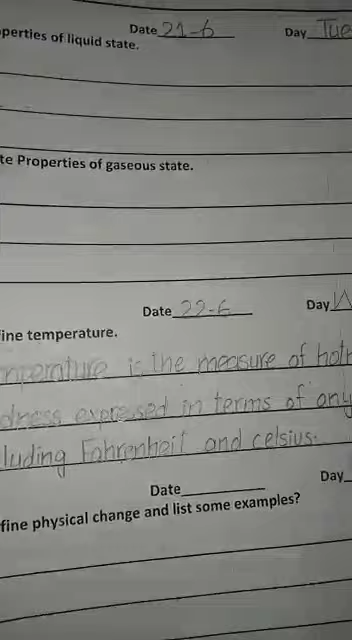 Date 21-6 Day Tue
perties of liquid state.
te Properties of gaseous state.
Date 22-6 Day W
ine temperature.
mperature is the measure of hotn
dness expressed in terms of any
luding Fahrenheit and celsius.
Date Day
fine physical change and list some examples?